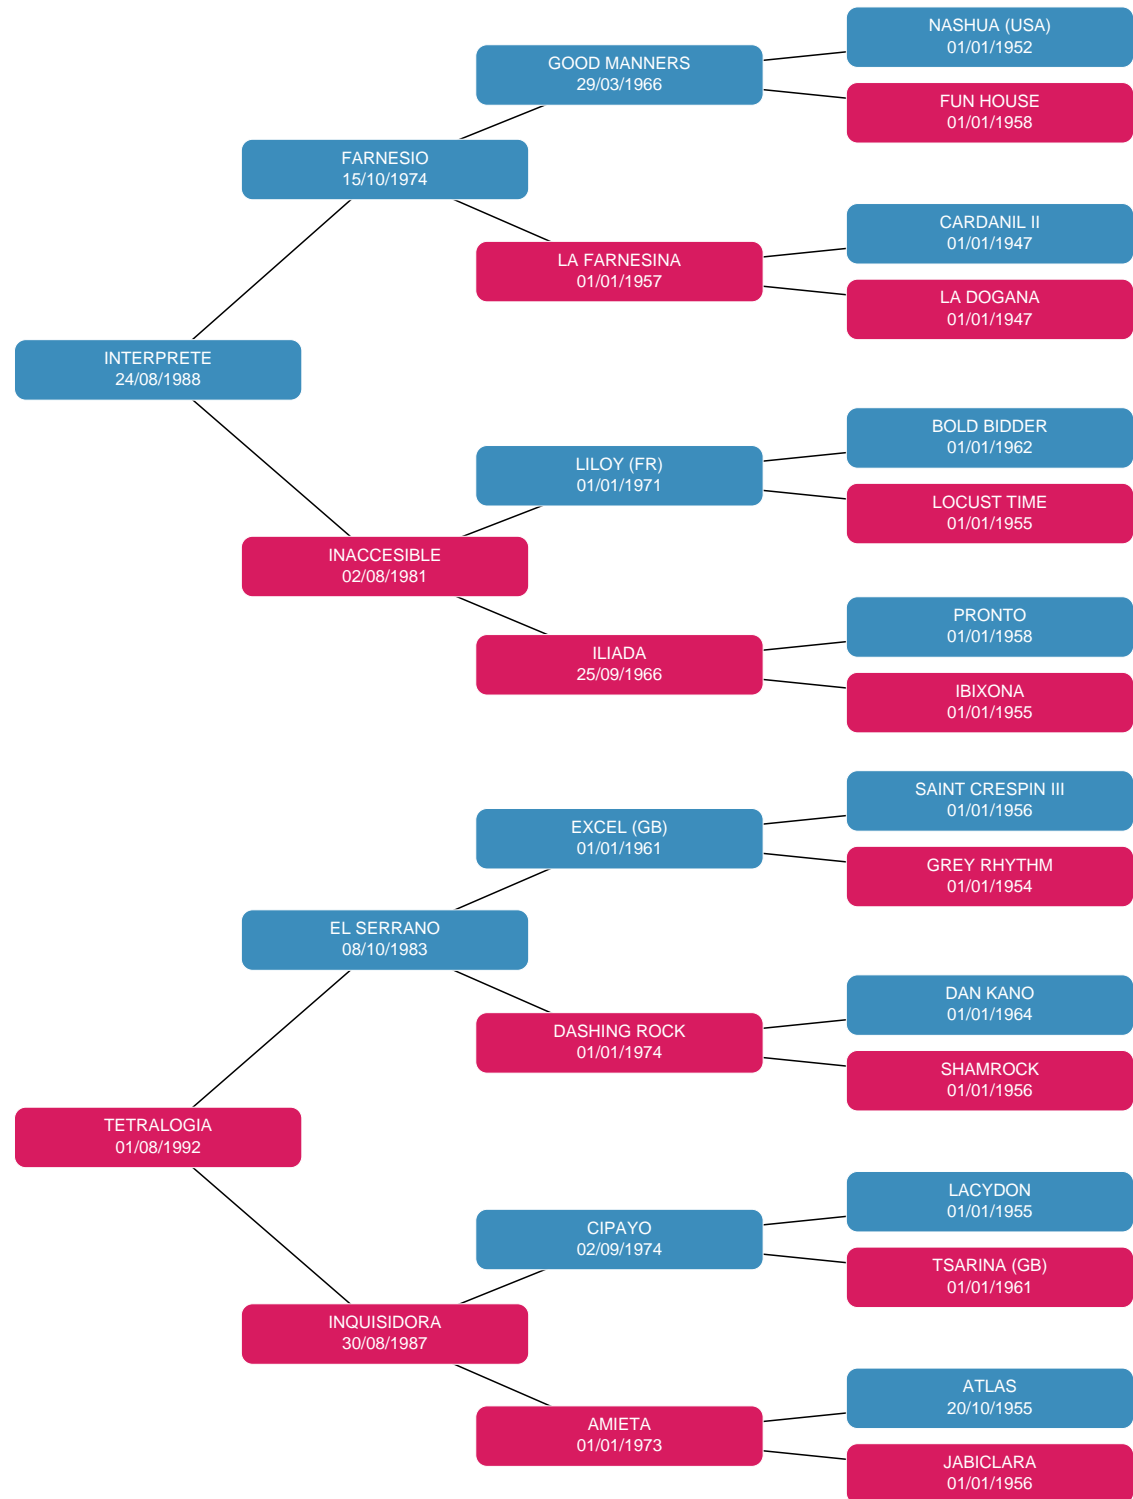 NASHUA (USA)
01/01/1952
GOOD MANNERS
29/03/1966
FUN HOUSE
01/01/1958
FARNESIO
15/10/1974
CARDANIL II
01/01/1947
LA FARNESINA
01/01/1957
LA DOGANA
01/01/1947
INTERPRETE
24/08/1988
BOLD BIDDER
01/01/1962
LILOY (FR)
01/01/1971
LOCUST TIME
01/01/1955
INACCESIBLE
02/08/1981
PRONTO
01/01/1958
ILIADA
25/09/1966
IBIXONA
01/01/1955
SAINT CRESPIN III
01/01/1956
EXCEL (GB)
01/01/1961
GREY RHYTHM
01/01/1954
EL SERRANO
08/10/1983
DAN KANO
01/01/1964
DASHING ROCK
01/01/1974
SHAMROCK
01/01/1956
TETRALOGIA
01/08/1992
LACYDON
01/01/1955
CIPAYO
02/09/1974
TSARINA (GB)
01/01/1961
INQUISIDORA
30/08/1987
ATLAS
20/10/1955
AMIETA
01/01/1973
JABICLARA
01/01/1956